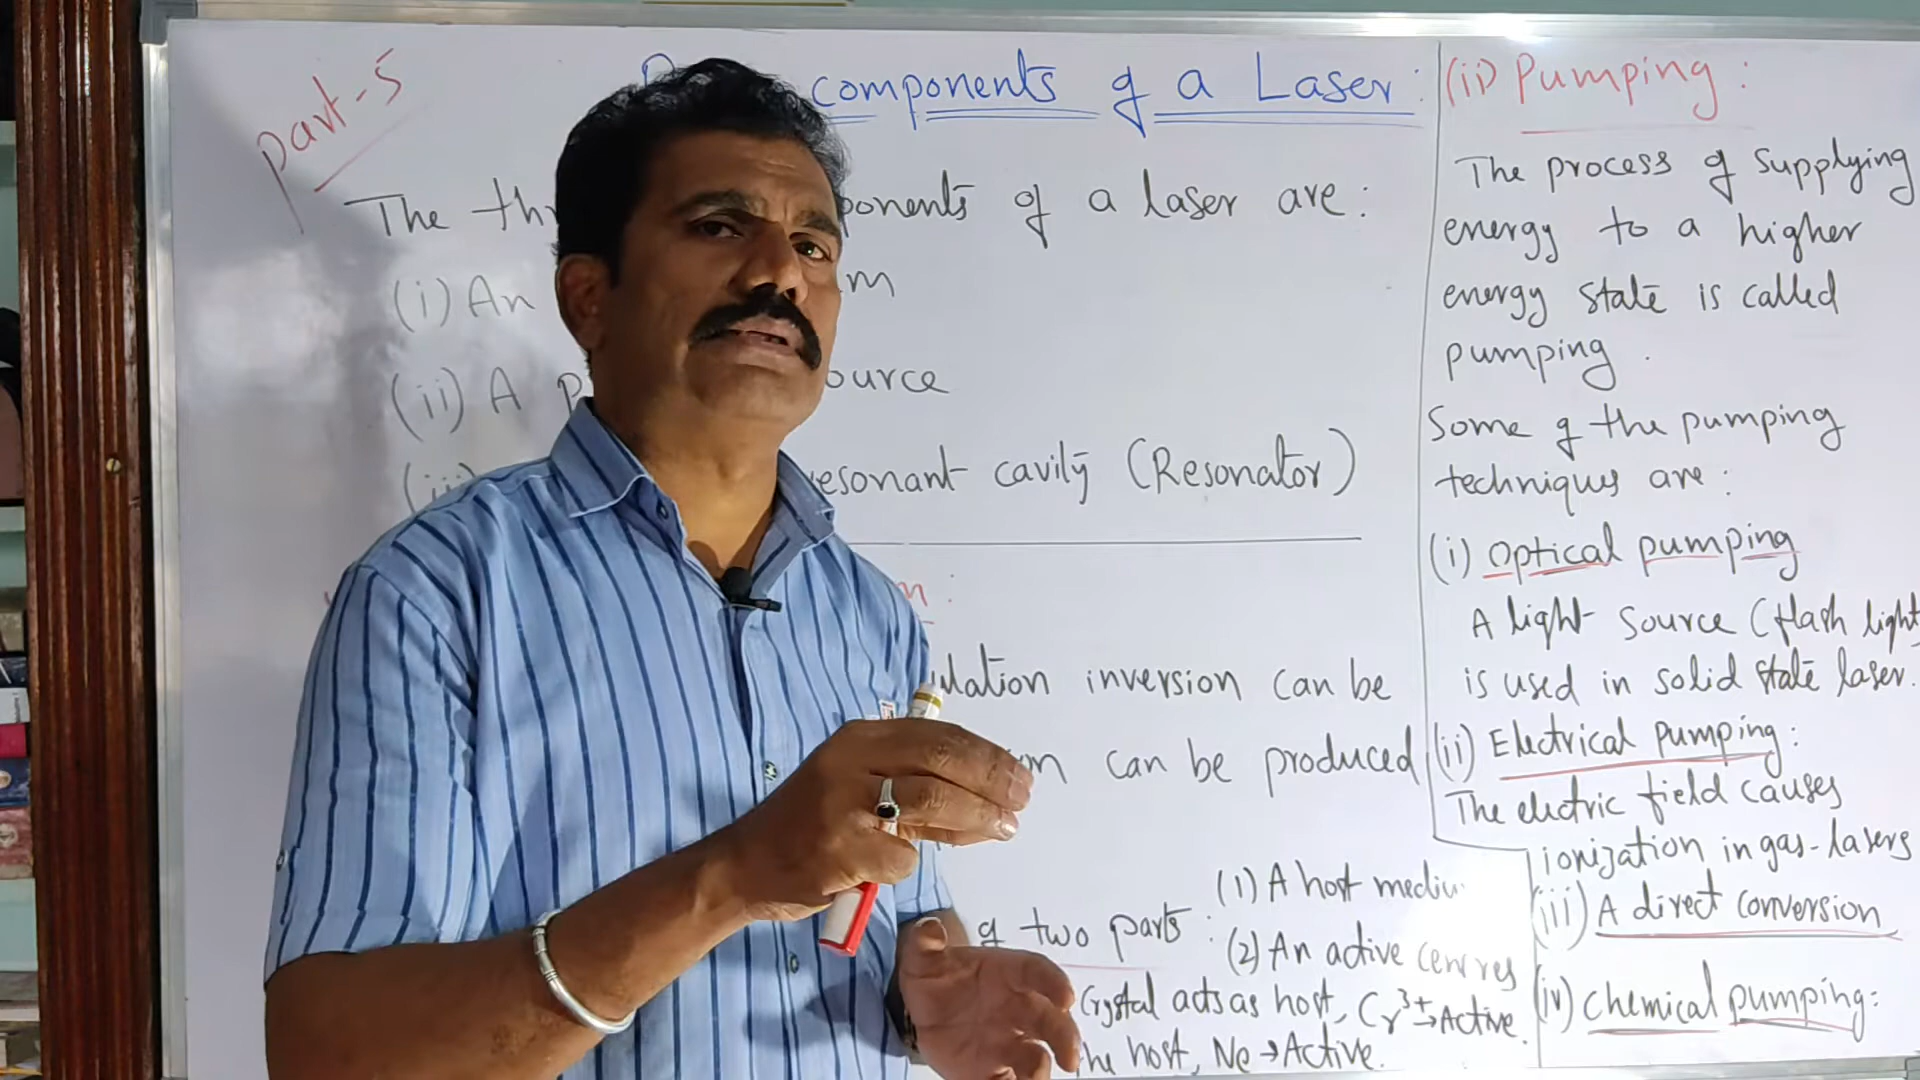 part-5
components of a Laser:
The ponents of a laser are:
(i) An m
(ii) A ource
(iii) resonant cavity (Resonator)
m:
ulation inversion can be
m can be produced
of two parts: (1) A host mediu
(2) An active centres
Crystal acts as host, Cr3+→Active.
the host, Ne→Active.
(ii) Pumping:
The process of supplying
energy to a higher
energy state is called
pumping.
Some of the pumping
techniques are:
(i) Optical pumping
A light source (flash light
is used in solid state laser.
(ii) Electrical pumping:
The electric field causes
ionization in gas-lasers
(iii) A direct conversion
(iv) Chemical pumping: